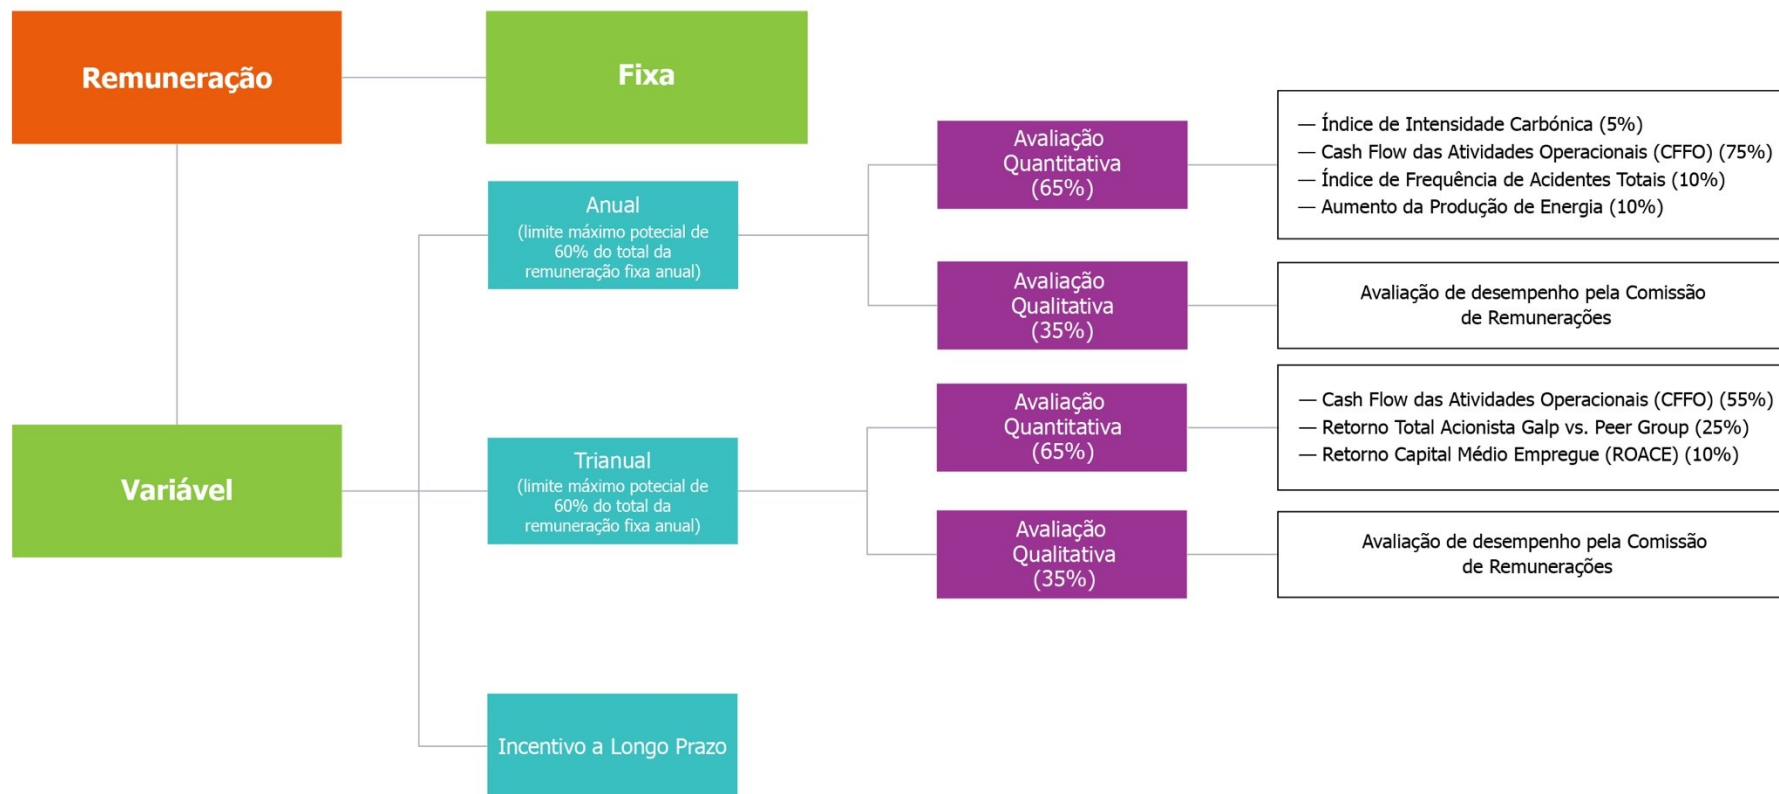 Remuneração
Fixa
Avaliação
Quantitativa
(65%)
— Índice de Intensidade Carbónica (5%)
— Cash Flow das Atividades Operacionais (CFFO) (75%)
— Índice de Frequência de Acidentes Totais (10%)
— Aumento da Produção de Energia (10%)
Anual
(limite máximo potecial de
60% do total da
remuneração fixa anual)
Avaliação
Qualitativa
(35%)
Avaliação de desempenho pela Comissão
de Remunerações
Variável
Trianual
(limite máximo potecial de
60% do total da
remuneração fixa anual)
Avaliação
Quantitativa
(65%)
— Cash Flow das Atividades Operacionais (CFFO) (55%)
— Retorno Total Acionista Galp vs. Peer Group (25%)
— Retorno Capital Médio Empregue (ROACE) (10%)
Avaliação
Qualitativa
(35%)
Avaliação de desempenho pela Comissão
de Remunerações
Incentivo a Longo Prazo